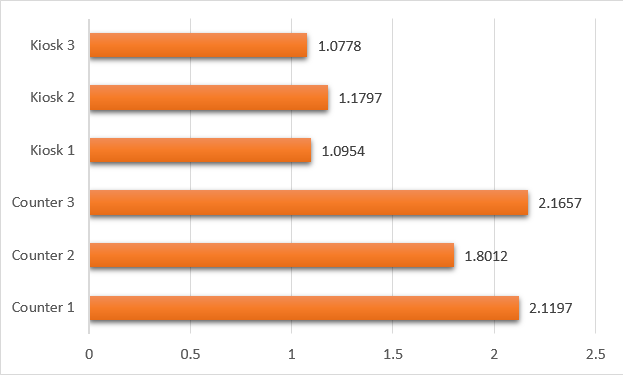 Kiosk 3 1.0778
Kiosk 2 1.1797
Kiosk 1 1.0954
Counter 3 2.1657
Counter 2 1.8012
Counter 1 2.1197
0 0.5 1 1.5 2 2.5